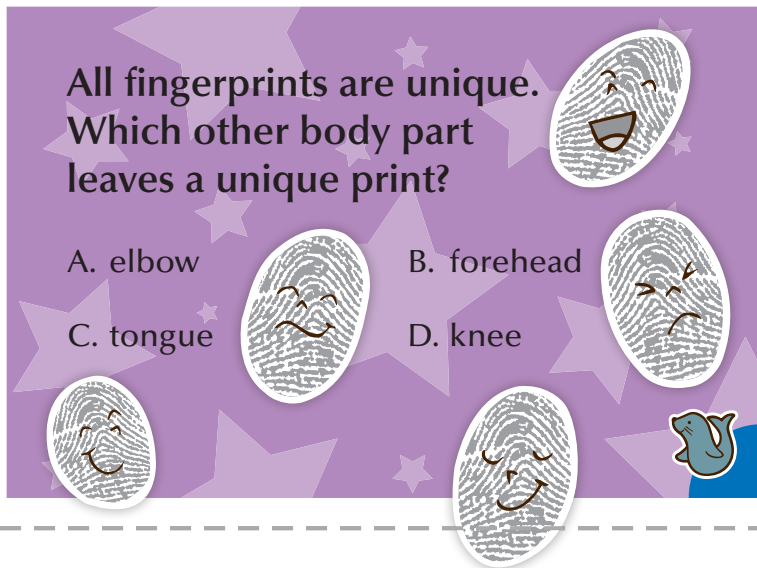 All fingerprints are unique.
Which other body part
leaves a unique print?
A. elbow
B. forehead
C. tongue
D. knee